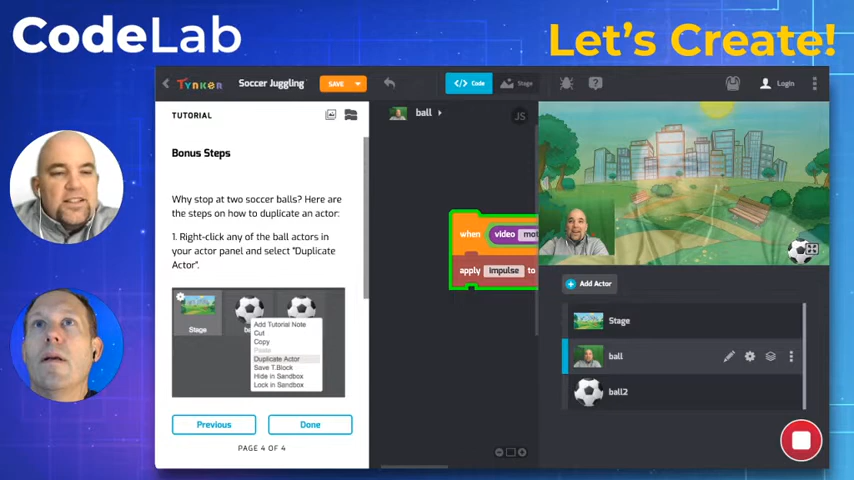 CodeLab
Let's Create!
Tynker
Soccer Juggling
SAVE
</> Code
Stage
?
Login
TUTORIAL
Bonus Steps
Why stop at two soccer balls? Here are
the steps on how to duplicate an actor:
1. Right-click any of the ball actors in
your actor panel and select "Duplicate
Actor".
Stage
Add Tutorial Note
Cut
Copy
Paste
Duplicate Actor
Save T.Block
Hide in Sandbox
Lock in Sandbox
Previous
Done
PAGE 4 OF 4
ball
JS
when video
apply impulse to
Add Actor
Stage
ball
ball2